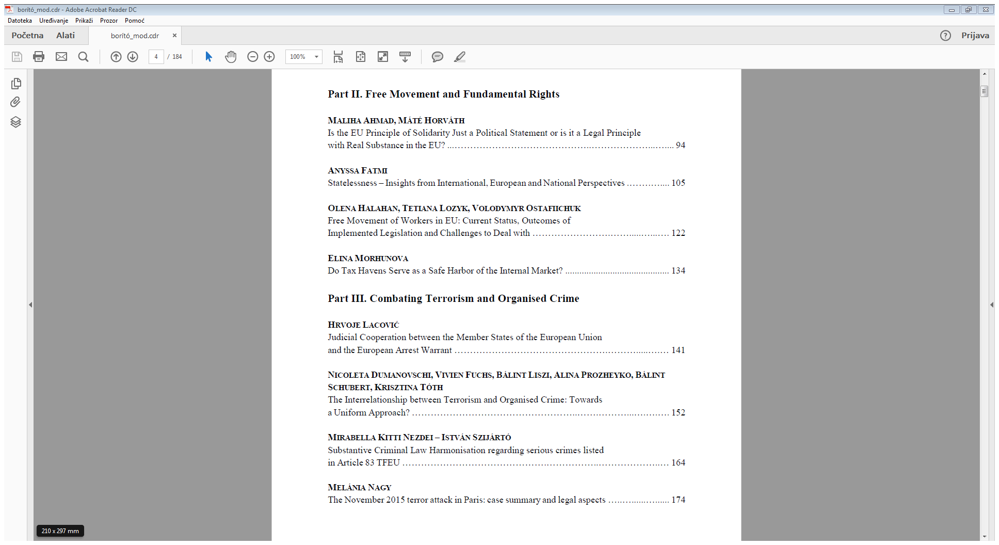 borító_mod.cdr - Adobe Acrobat Reader DC
Datoteka Uređivanje Prikaži Prozor Pomoć
Početna Alati borító_mod.cdr × ? Prijava
4 / 184 100%
Part II. Free Movement and Fundamental Rights
MALIHA AHMAD, MÁTÉ HORVÁTH
Is the EU Principle of Solidarity Just a Political Statement or is it a Legal Principle
with Real Substance in the EU? ...…………………………………….………………...….... 94
ANYSSA FATMI
Statelessness – Insights from International, European and National Perspectives ……….….... 105
OLENA HALAHAN, TETIANA LOZYK, VOLODYMYR OSTAFIICHUK
Free Movement of Workers in EU: Current Status, Outcomes of
Implemented Legislation and Challenges to Deal with …………………….…….....…..…. 122
ELINA MORHUNOVA
Do Tax Havens Serve as a Safe Harbor of the Internal Market? ............................................ 134
Part III. Combating Terrorism and Organised Crime
HRVOJE LACOVIĆ
Judicial Cooperation between the Member States of the European Union
and the European Arrest Warrant ………………………………………….……….....…..… 141
NICOLETA DUMANOVSCHI, VIVIEN FUCHS, BÁLINT LISZI, ALINA PROZHEYKO, BÁLINT
SCHUBERT, KRISZTINA TÓTH
The Interrelationship between Terrorism and Organised Crime: Towards
a Uniform Approach? ……………………………………………..…….………...…….…. 152
MIRABELLA KITTI NEZDEI – ISTVÁN SZIJÁRTÓ
Substantive Criminal Law Harmonisation regarding serious crimes listed
in Article 83 TFEU ……………………………………….…………….………………..… 164
MELÁNIA NAGY
The November 2015 terror attack in Paris: case summary and legal aspects …..…......…...... 174
210 x 297 mm